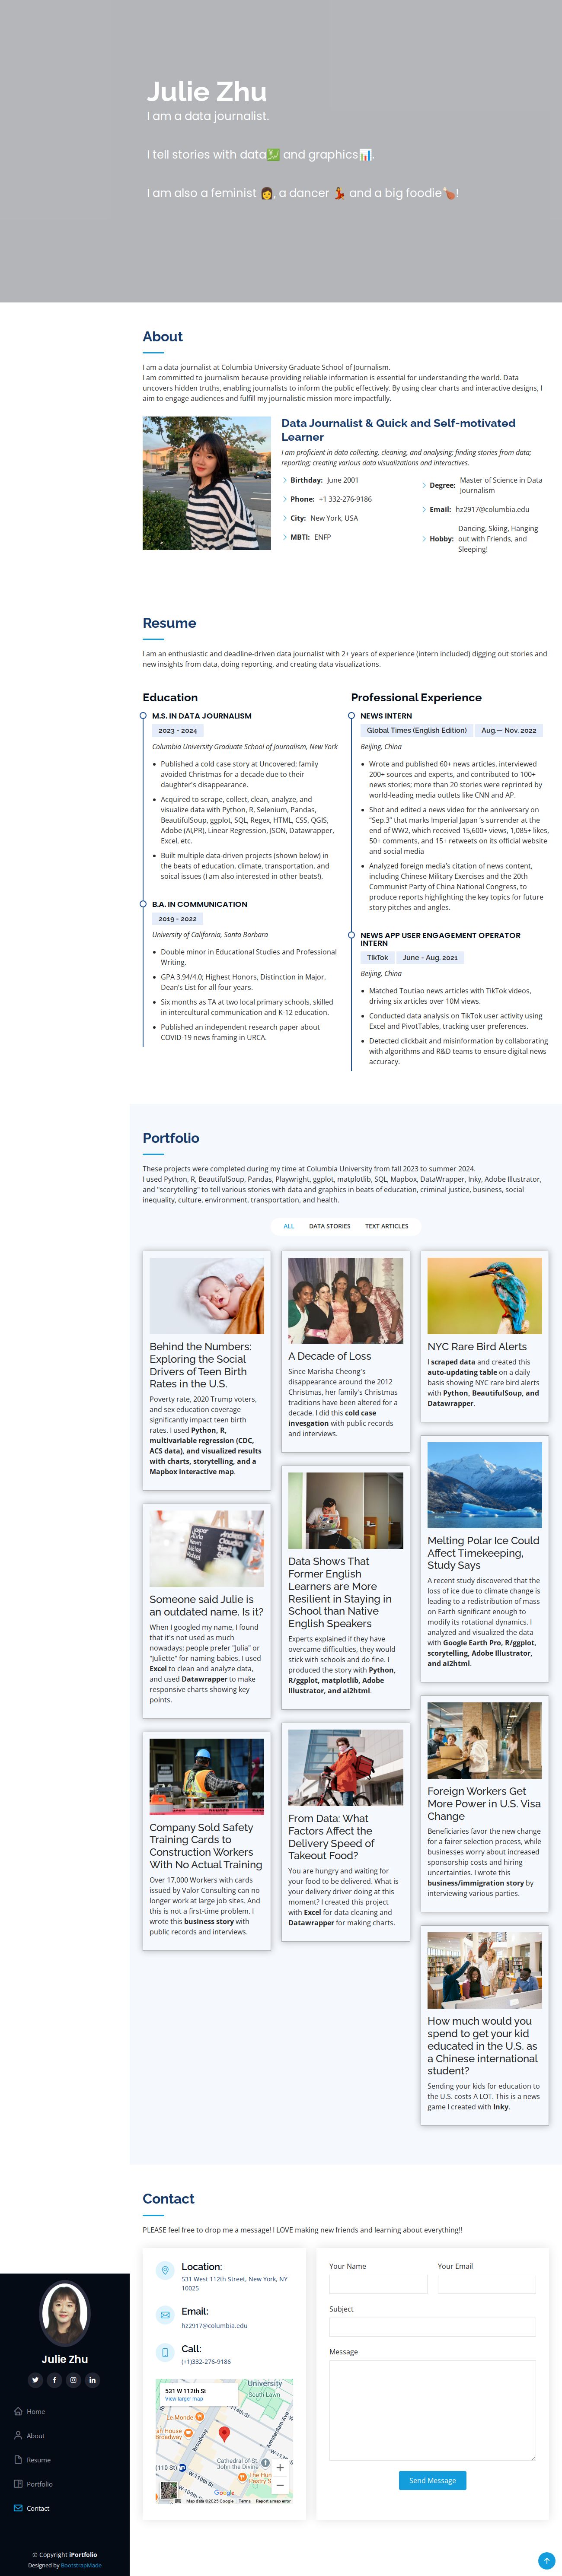 Julie Zhu
I am a data journalist.
I tell stories with data💹 and graphics📊.
I am also a feminist 👩, a dancer 💃 and a big foodie🍗!
About
I am a data journalist at Columbia University Graduate School of Journalism.
I am committed to journalism because providing reliable information is essential for understanding the world. Data
uncovers hidden truths, enabling journalists to inform the public effectively. By using clear charts and interactive designs, I
aim to engage audiences and fulfill my journalistic mission more impactfully.
Data Journalist & Quick and Self-motivated
Learner
I am proficient in data collecting, cleaning, and analysing; finding stories from data;
reporting; creating various data visualizations and interactives.
Birthday: June 2001
Phone: +1 332-276-9186
City: New York, USA
MBTI: ENFP
Degree: Master of Science in Data
Journalism
Email: hz2917@columbia.edu
Hobby: Dancing, Skiing, Hanging
out with Friends, and
Sleeping!
Resume
I am an enthusiastic and deadline-driven data journalist with 2+ years of experience (intern included) digging out stories and
new insights from data, doing reporting, and creating data visualizations.
Education
M.S. IN DATA JOURNALISM
2023 - 2024
Columbia University Graduate School of Journalism, New York
Published a cold case story at Uncovered; family
avoided Christmas for a decade due to their
daughter's disappearance.
Acquired to scrape, collect, clean, analyze, and
visualize data with Python, R, Selenium, Pandas,
BeautifulSoup, ggplot, SQL, Regex, HTML, CSS, QGIS,
Adobe (AI,PR), Linear Regression, JSON, Datawrapper,
Excel, etc.
Built multiple data-driven projects (shown below) in
the beats of education, climate, transportation, and
soical issues (I am also interested in other beats!).
B.A. IN COMMUNICATION
2019 - 2022
University of California, Santa Barbara
Double minor in Educational Studies and Professional
Writing.
GPA 3.94/4.0; Highest Honors, Distinction in Major,
Dean's List for all four years.
Six months as TA at two local primary schools, skilled
in intercultural communication and K-12 education.
Published an independent research paper about
COVID-19 news framing in URCA.
Professional Experience
NEWS INTERN
Global Times (English Edition) Aug.— Nov. 2022
Beijing, China
Wrote and published 60+ news articles, interviewed
200+ sources and experts, and contributed to 100+
news stories; more than 20 stories were reprinted by
world-leading media outlets like CNN and AP.
Shot and edited a news video for the anniversary on
“Sep.3” that marks Imperial Japan 's surrender at the
end of WW2, which received 15,600+ views, 1,085+ likes,
50+ comments, and 15+ retweets on its official website
and social media
Analyzed foreign media's citation of news content,
including Chinese Military Exercises and the 20th
Communist Party of China National Congress, to
produce reports highlighting the key topics for future
story pitches and angles.
NEWS APP USER ENGAGEMENT OPERATOR
INTERN
TikTok June - Aug. 2021
Beijing, China
Matched Toutiao news articles with TikTok videos,
driving six articles over 10M views.
Conducted data analysis on TikTok user activity using
Excel and PivotTables, tracking user preferences.
Detected clickbait and misinformation by collaborating
with algorithms and R&D teams to ensure digital news
accuracy.
Portfolio
These projects were completed during my time at Columbia University from fall 2023 to summer 2024.
I used Python, R, BeautifulSoup, Pandas, Playwright, ggplot, matplotlib, SQL, Mapbox, DataWrapper, Inky, Adobe Illustrator,
and "scorytelling" to tell various stories with data and graphics in beats of education, criminal justice, business, social
inequality, culture, environment, transportation, and health.
ALL DATA STORIES TEXT ARTICLES
Behind the Numbers:
Exploring the Social
Drivers of Teen Birth
Rates in the U.S.
Poverty rate, 2020 Trump voters,
and sex education coverage
significantly impact teen birth
rates. I used Python, R,
multivariable regression (CDC,
ACS data), and visualized results
with charts, storytelling, and a
Mapbox interactive map.
Someone said Julie is
an outdated name. Is it?
When I googled my name, I found
that it's not used as much
nowadays; people prefer "Julia" or
"Juliette" for naming babies. I used
Excel to clean and analyze data,
and used Datawrapper to make
responsive charts showing key
points.
Company Sold Safety
Training Cards to
Construction Workers
With No Actual Training
Over 17,000 Workers with cards
issued by Valor Consulting can no
longer work at large job sites. And
this is not a first-time problem. I
wrote this business story with
public records and interviews.
A Decade of Loss
Since Marisha Cheong's
disappearance around the 2012
Christmas, her family's Christmas
traditions have been altered for a
decade. I did this cold case
invesgation with public records
and interviews.
Data Shows That
Former English
Learners are More
Resilient in Staying in
School than Native
English Speakers
Experts explained if they have
overcame difficulties, they would
stick with schools and do fine. I
produced the story with Python,
R/ggplot, matplotlib, Adobe
Illustrator, and ai2html.
From Data: What
Factors Affect the
Delivery Speed of
Takeout Food?
You are hungry and waiting for
your food to be delivered. What is
your delivery driver doing at this
moment? I created this project
with Excel for data cleaning and
Datawrapper for making charts.
NYC Rare Bird Alerts
I scraped data and created this
auto-updating table on a daily
basis showing NYC rare bird alerts
with Python, BeautifulSoup, and
Datawrapper.
Melting Polar Ice Could
Affect Timekeeping,
Study Says
A recent study discovered that the
loss of ice due to climate change is
leading to a redistribution of mass
on Earth significant enough to
modify its rotational dynamics. I
analyzed and visualized the data
with Google Earth Pro, R/ggplot,
scorytelling, Adobe Illustrator,
and ai2html.
Foreign Workers Get
More Power in U.S. Visa
Change
Beneficiaries favor the new change
for a fairer selection process, while
businesses worry about increased
sponsorship costs and hiring
uncertainties. I wrote this
business/immigration story by
interviewing various parties.
How much would you
spend to get your kid
educated in the U.S. as
a Chinese international
student?
Sending your kids for education to
the U.S. costs A LOT. This is a news
game I created with Inky.
Contact
PLEASE feel free to drop me a message! I LOVE making new friends and learning about everything!!
Location:
531 West 112th Street, New York, NY
10025
Email:
hz2917@columbia.edu
Call:
(+1)332-276-9186
531 W 112th St
View larger map
University
South Lawn
Le Monde
ah House
Broadway
Broadway
Amsterdam Ave
Cathedral of St.
John the Divine
(110 St)
Google
Map data ©2025 Google Terms Report a map error
Your Name
Your Email
Subject
Message
Send Message
Julie Zhu
Home
About
Resume
Portfolio
Contact
© Copyright iPortfolio
Designed by BootstrapMade